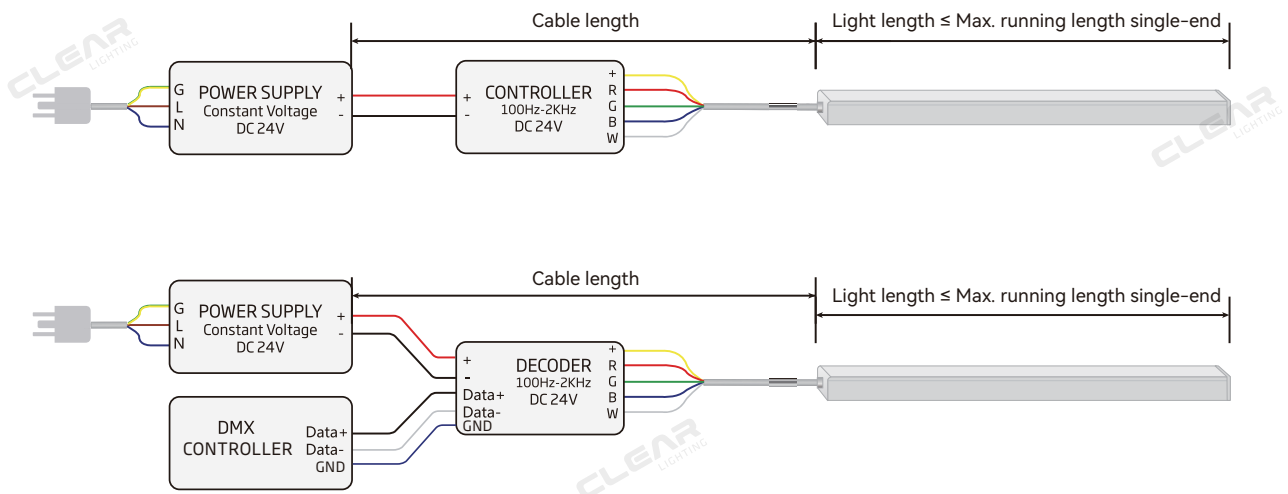 Cable length
Light length ≤ Max. running length single-end
CLEAR
LIGHTING
G
L
N
POWER SUPPLY
Constant Voltage
DC 24V
+
-
+
-
CONTROLLER
100Hz-2KHz
DC 24V
+
R
G
B
W
CLEAR
LIGHTING
Cable length
Light length ≤ Max. running length single-end
G
L
N
POWER SUPPLY
Constant Voltage
DC 24V
+
-
+
-
Data+
Data-
GND
DECODER
100Hz-2KHz
DC 24V
+
R
G
B
W
DMX
CONTROLLER
Data+
Data-
GND
CLEAR
LIGHTING